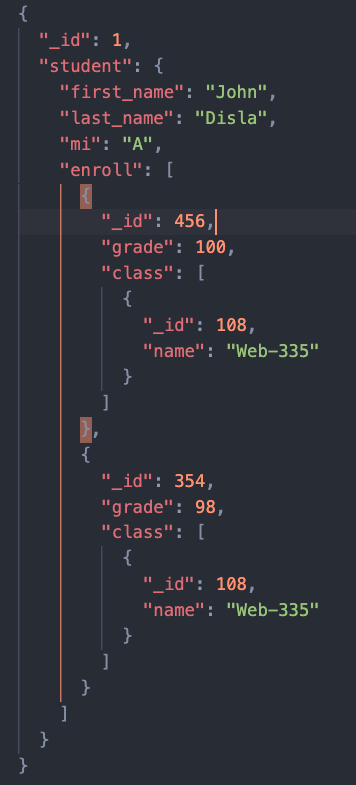 {
  "_id": 1,
  "student": {
    "first_name": "John",
    "last_name": "Disla",
    "mi": "A",
    "enroll": [
      {
        "_id": 456,
        "grade": 100,
        "class": [
          {
            "_id": 108,
            "name": "Web-335"
          }
        ]
      },
      {
        "_id": 354,
        "grade": 98,
        "class": [
          {
            "_id": 108,
            "name": "Web-335"
          }
        ]
      }
    ]
  }
}